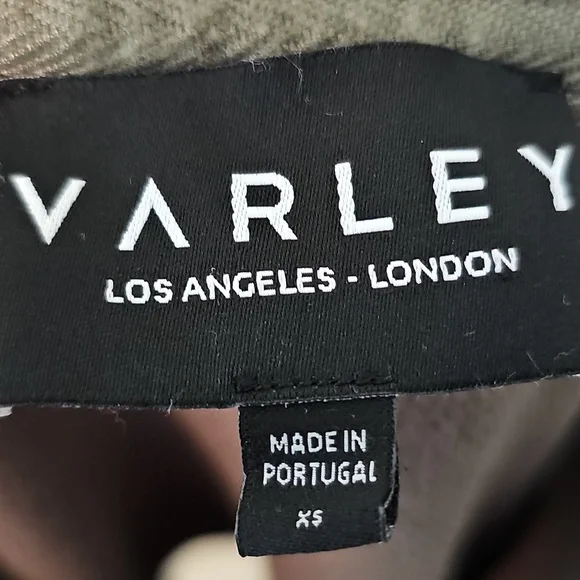 VARLEY
LOS ANGELES - LONDON
MADE IN
PORTUGAL
XS